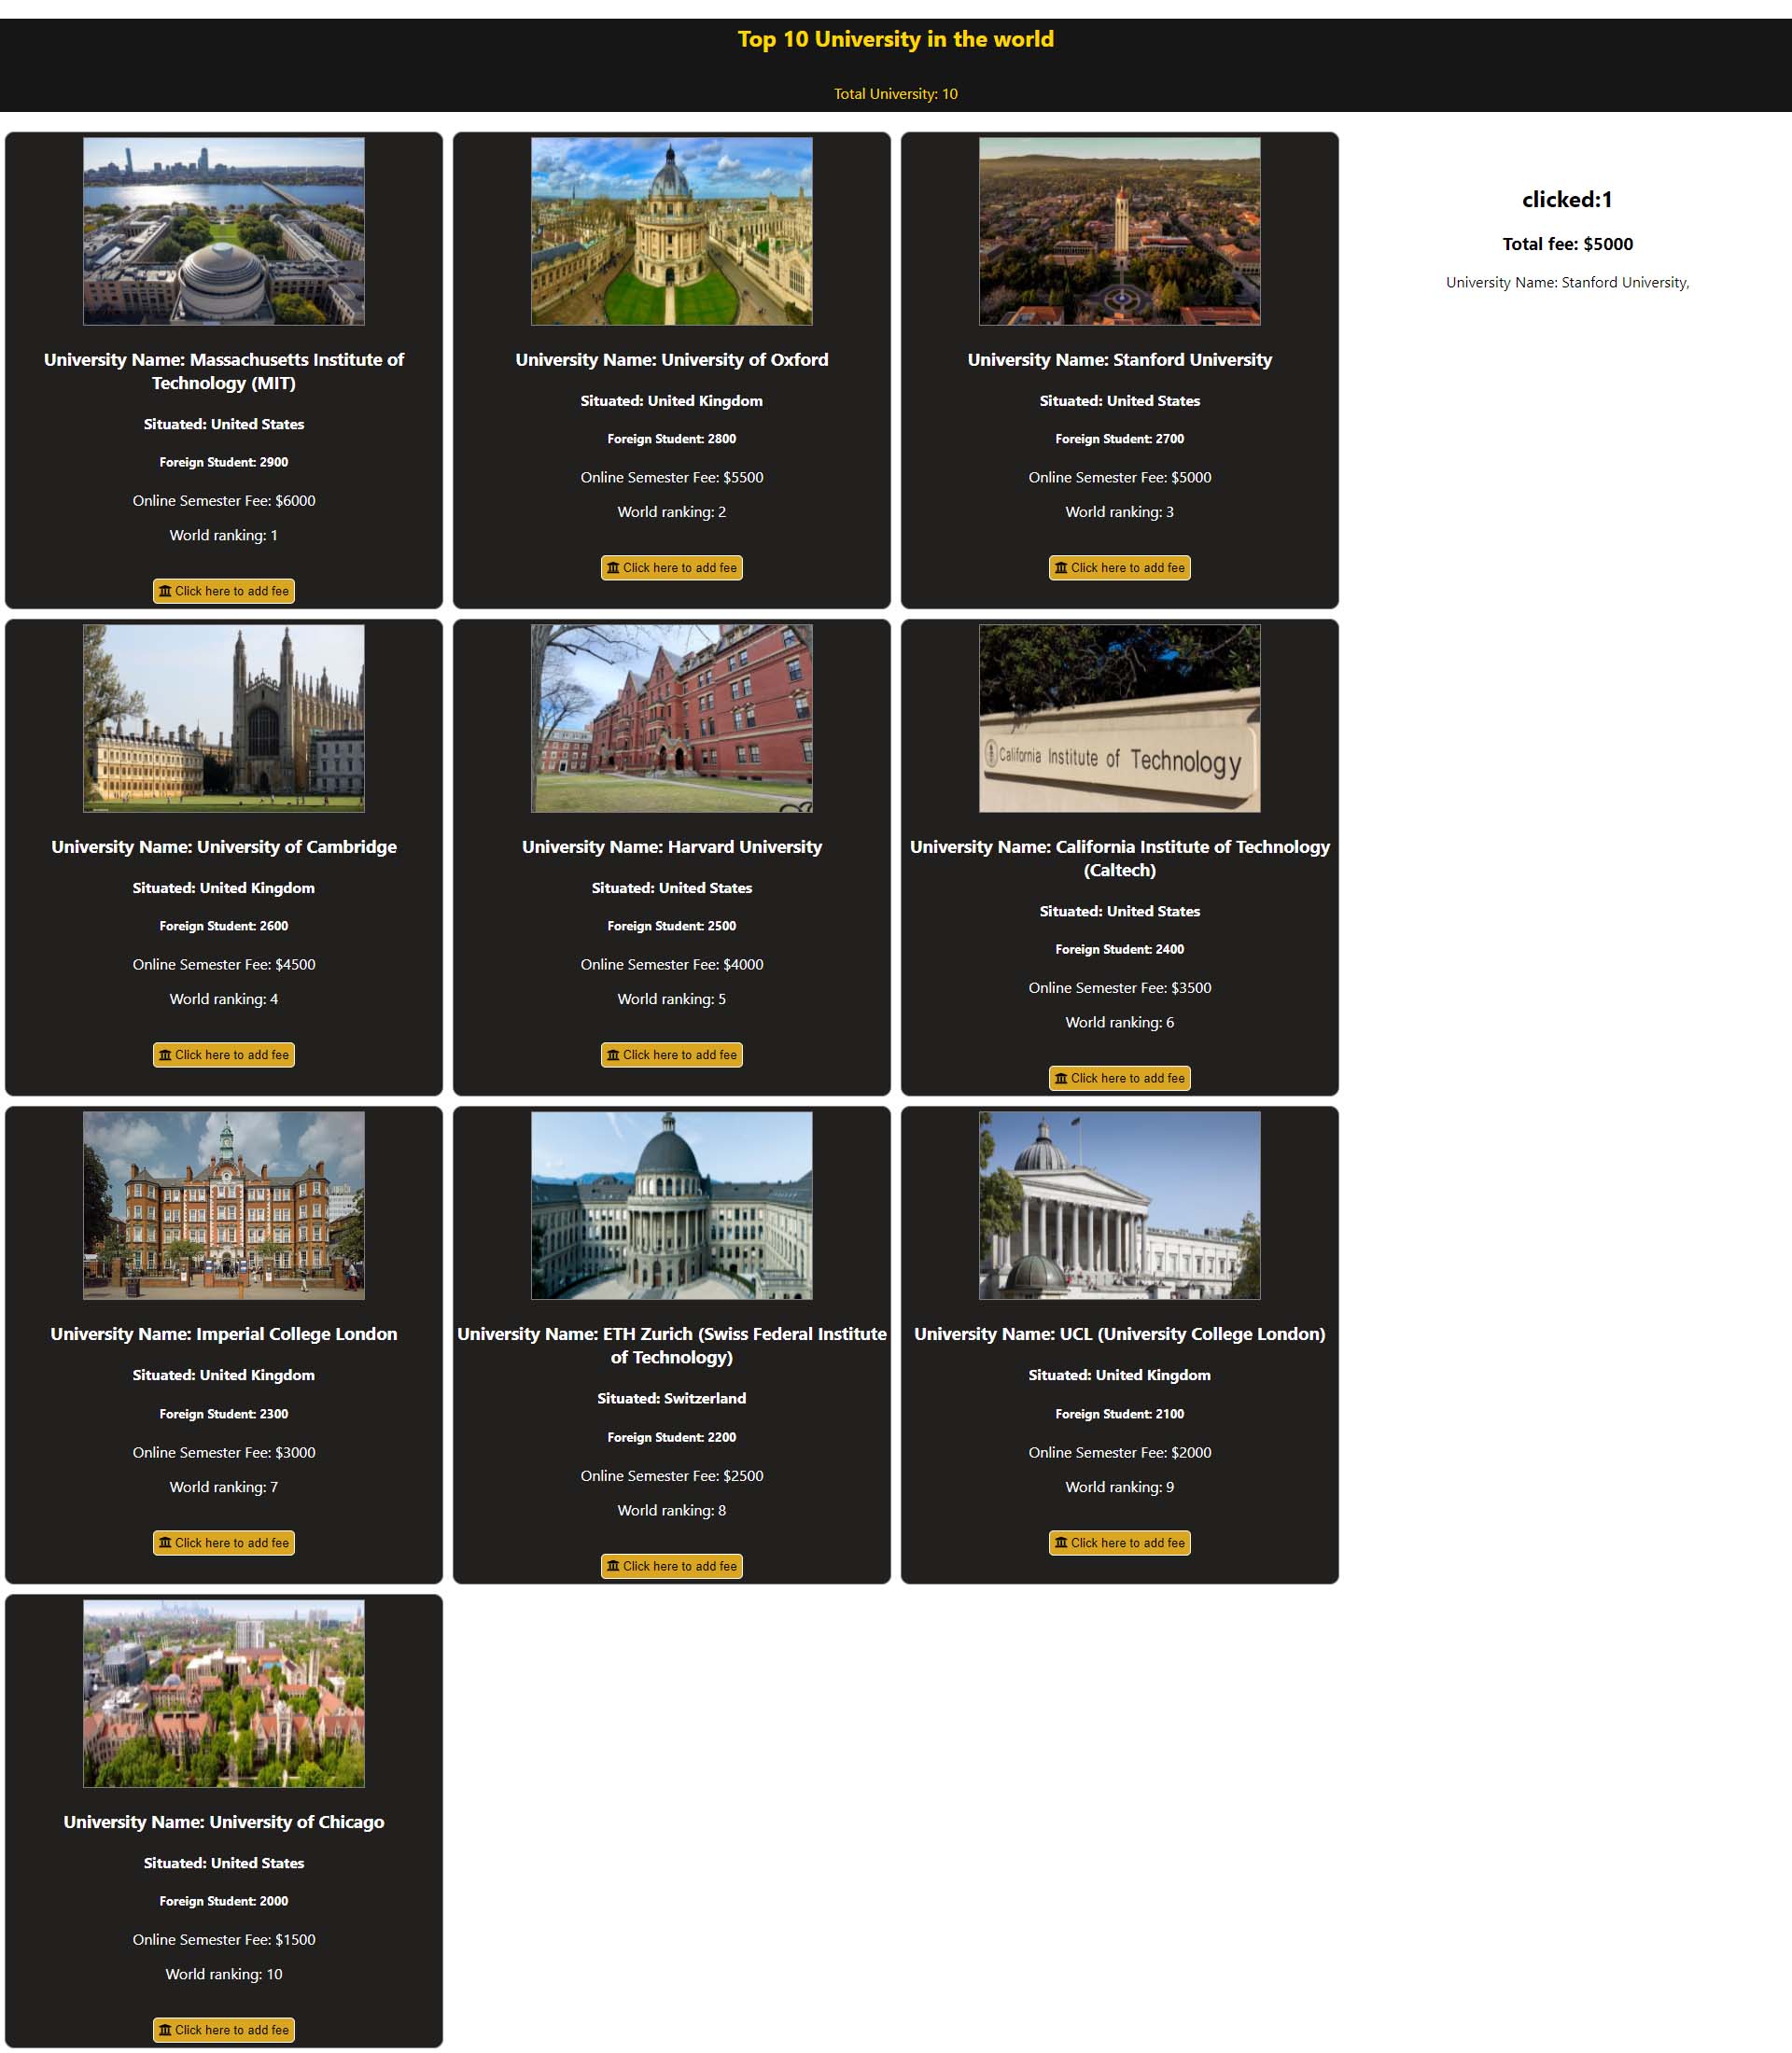 Top 10 University in the world
Total University: 10
University Name: Massachusetts Institute of
Technology (MIT)
Situated: United States
Foreign Student: 2900
Online Semester Fee: $6000
World ranking: 1
Click here to add fee
University Name: University of Oxford
Situated: United Kingdom
Foreign Student: 2800
Online Semester Fee: $5500
World ranking: 2
Click here to add fee
University Name: Stanford University
Situated: United States
Foreign Student: 2700
Online Semester Fee: $5000
World ranking: 3
Click here to add fee
clicked:1
Total fee: $5000
University Name: Stanford University,
University Name: University of Cambridge
Situated: United Kingdom
Foreign Student: 2600
Online Semester Fee: $4500
World ranking: 4
Click here to add fee
University Name: Harvard University
Situated: United States
Foreign Student: 2500
Online Semester Fee: $4000
World ranking: 5
Click here to add fee
California Institute of Technology
University Name: California Institute of Technology
(Caltech)
Situated: United States
Foreign Student: 2400
Online Semester Fee: $3500
World ranking: 6
Click here to add fee
University Name: Imperial College London
Situated: United Kingdom
Foreign Student: 2300
Online Semester Fee: $3000
World ranking: 7
Click here to add fee
University Name: ETH Zurich (Swiss Federal Institute
of Technology)
Situated: Switzerland
Foreign Student: 2200
Online Semester Fee: $2500
World ranking: 8
Click here to add fee
University Name: UCL (University College London)
Situated: United Kingdom
Foreign Student: 2100
Online Semester Fee: $2000
World ranking: 9
Click here to add fee
University Name: University of Chicago
Situated: United States
Foreign Student: 2000
Online Semester Fee: $1500
World ranking: 10
Click here to add fee